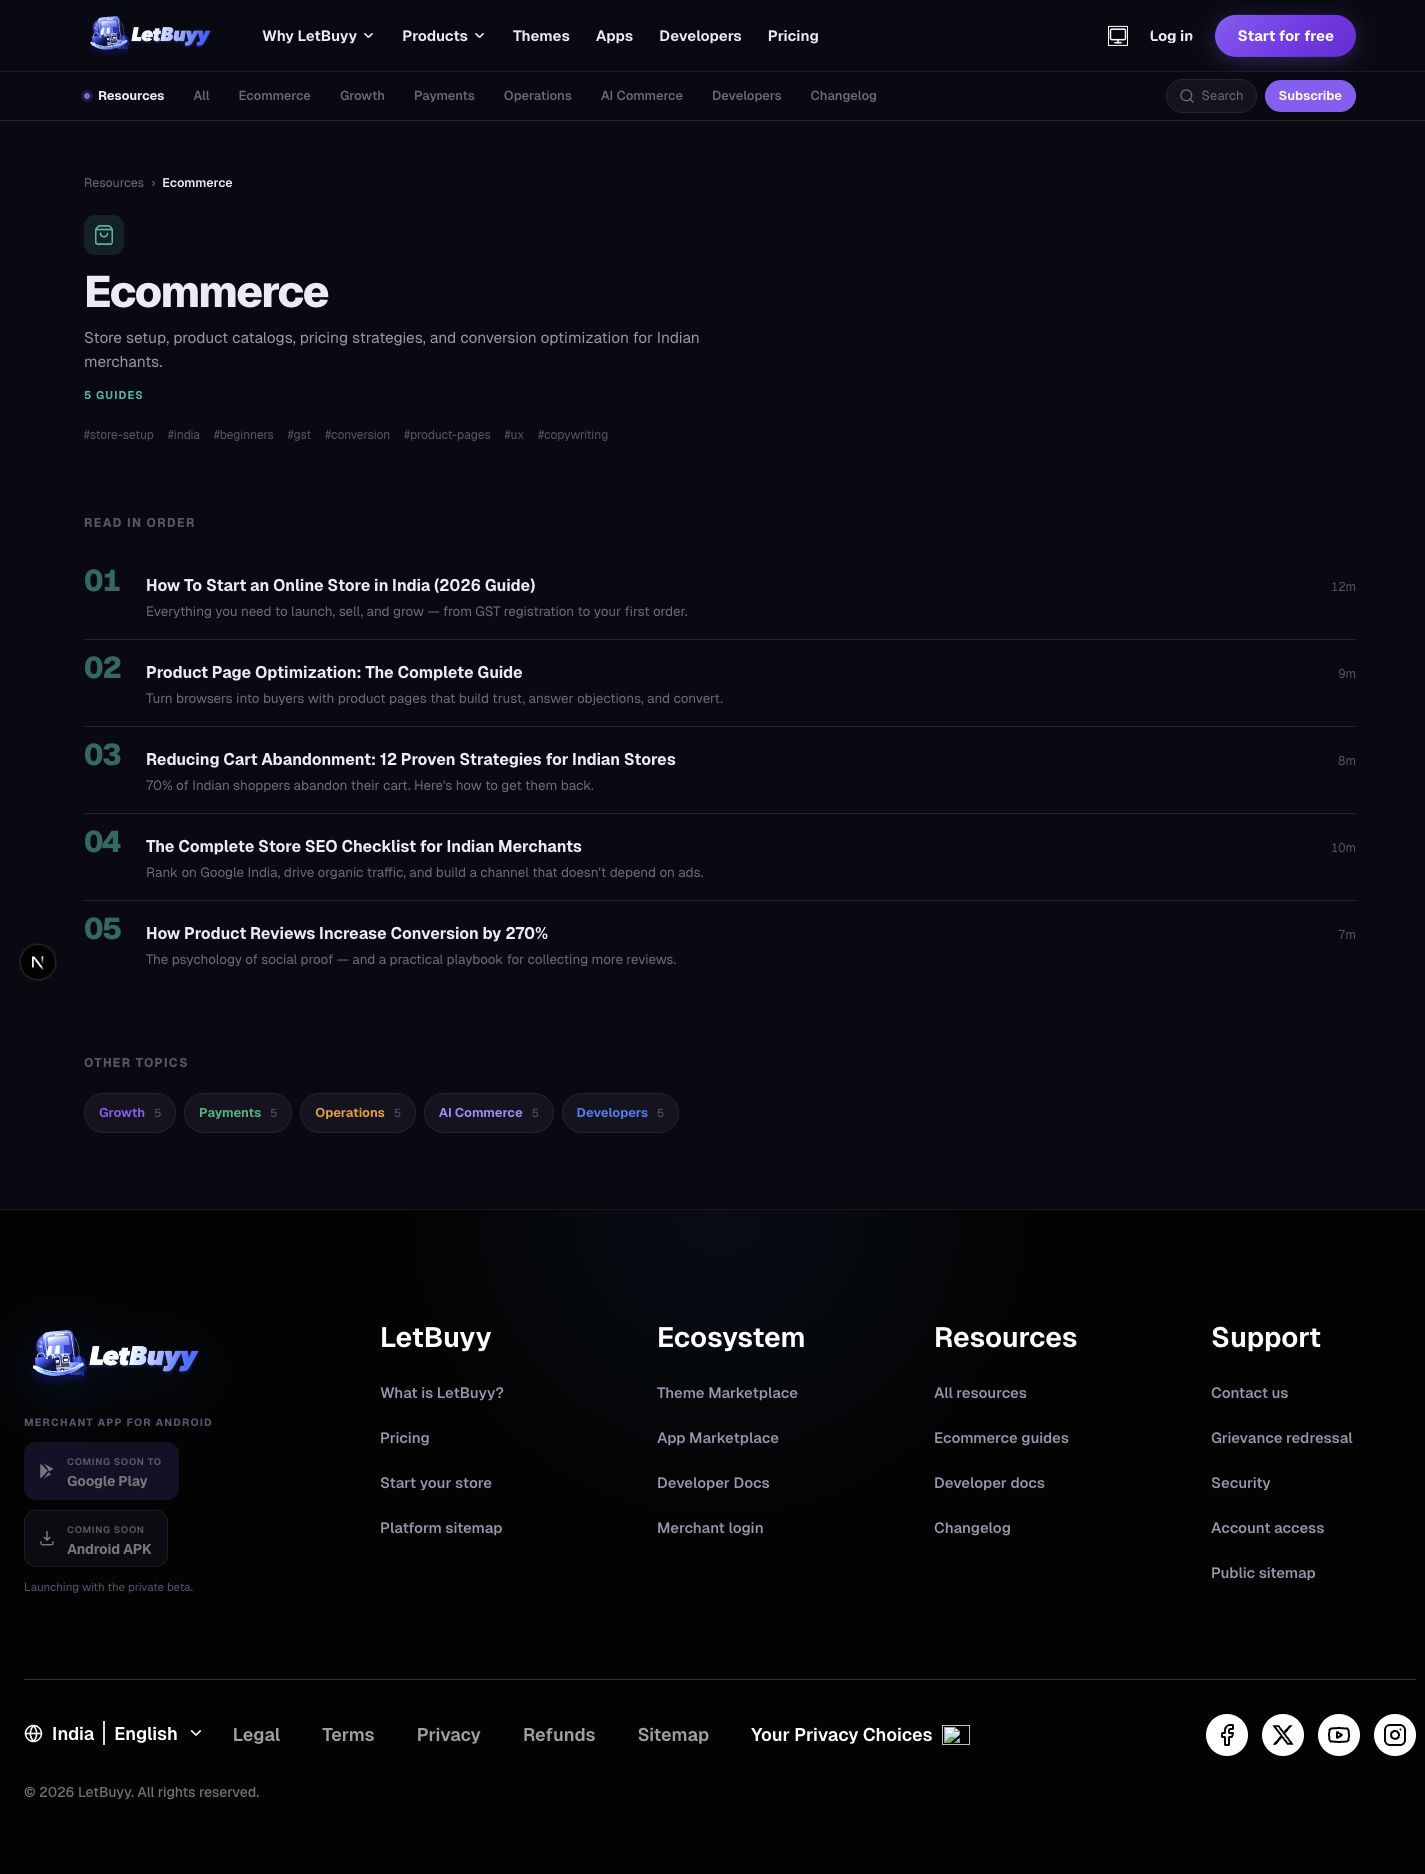 LetBuyy
Why LetBuyy
Products
Themes
Apps
Developers
Pricing
Log in
Start for free
Resources
All
Ecommerce
Growth
Payments
Operations
AI Commerce
Developers
Changelog
Search
Subscribe
Resources › Ecommerce
Ecommerce
Store setup, product catalogs, pricing strategies, and conversion optimization for Indian
merchants.
5 GUIDES
#store-setup #india #beginners #gst #conversion #product-pages #ux #copywriting
READ IN ORDER
01
How To Start an Online Store in India (2026 Guide)
12m
Everything you need to launch, sell, and grow — from GST registration to your first order.
02
Product Page Optimization: The Complete Guide
9m
Turn browsers into buyers with product pages that build trust, answer objections, and convert.
03
Reducing Cart Abandonment: 12 Proven Strategies for Indian Stores
8m
70% of Indian shoppers abandon their cart. Here's how to get them back.
04
The Complete Store SEO Checklist for Indian Merchants
10m
Rank on Google India, drive organic traffic, and build a channel that doesn't depend on ads.
05
How Product Reviews Increase Conversion by 270%
7m
The psychology of social proof — and a practical playbook for collecting more reviews.
N
OTHER TOPICS
Growth 5
Payments 5
Operations 5
AI Commerce 5
Developers 5
LetBuyy
MERCHANT APP FOR ANDROID
COMING SOON TO
Google Play
COMING SOON
Android APK
Launching with the private beta.
LetBuyy
What is LetBuyy?
Pricing
Start your store
Platform sitemap
Ecosystem
Theme Marketplace
App Marketplace
Developer Docs
Merchant login
Resources
All resources
Ecommerce guides
Developer docs
Changelog
Support
Contact us
Grievance redressal
Security
Account access
Public sitemap
India | English
Legal
Terms
Privacy
Refunds
Sitemap
Your Privacy Choices
© 2026 LetBuyy. All rights reserved.